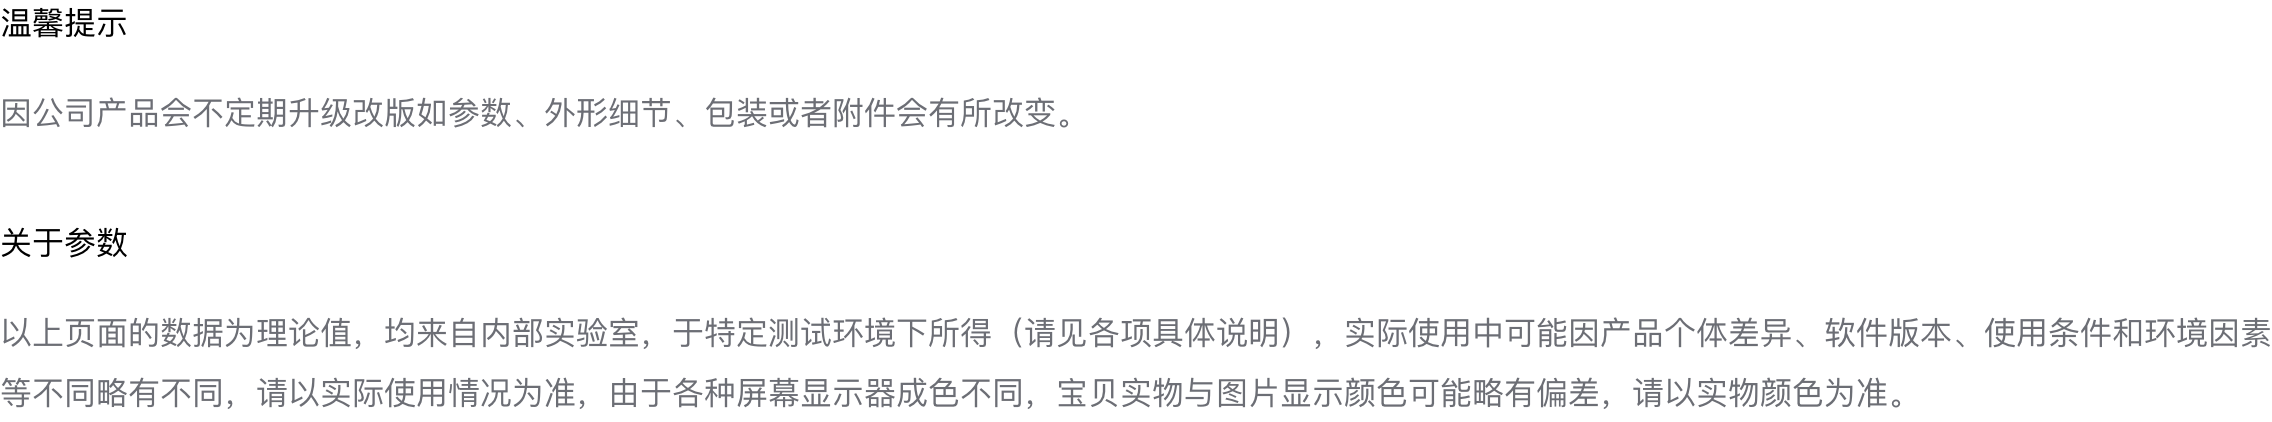 温馨提示
因公司产品会不定期升级改版如参数、外形细节、包装或者附件会有所改变。
关于参数
以上页面的数据为理论值，均来自内部实验室，于特定测试环境下所得（请见各项具体说明），实际使用中可能因产品个体差异、软件版本、使用条件和环境因素
等不同略有不同，请以实际使用情况为准，由于各种屏幕显示器成色不同，宝贝实物与图片显示颜色可能略有偏差，请以实物颜色为准。